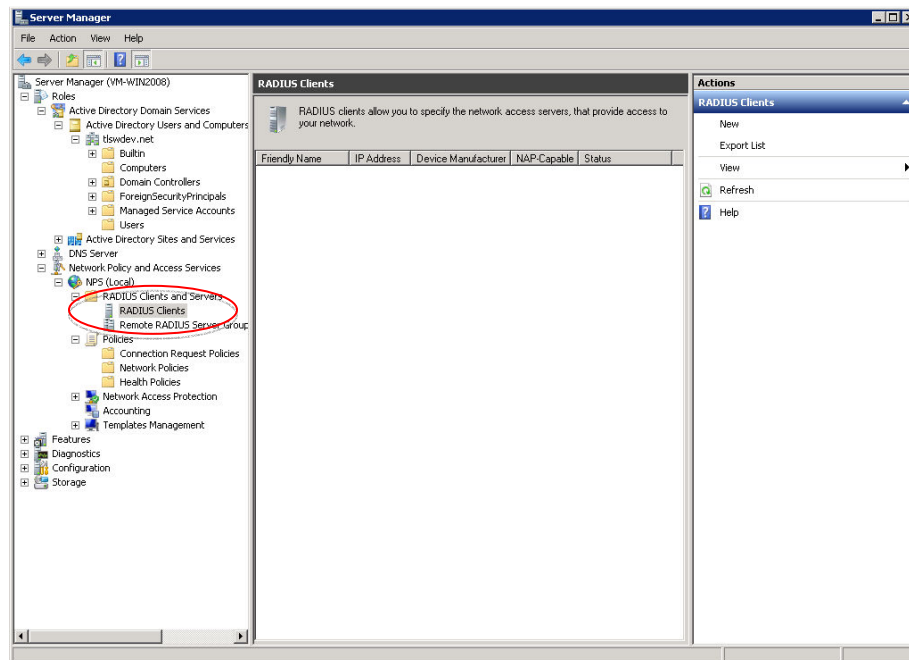 Server Manager
File Action View Help
Server Manager (VM-WIN2008)
Roles
Active Directory Domain Services
Active Directory Users and Computers
tlswdev.net
Builtin
Computers
Domain Controllers
ForeignSecurityPrincipals
Managed Service Accounts
Users
Active Directory Sites and Services
DNS Server
Network Policy and Access Services
NPS (Local)
RADIUS Clients and Servers
RADIUS Clients
Remote RADIUS Server Group
Policies
Connection Request Policies
Network Policies
Health Policies
Network Access Protection
Accounting
Templates Management
Features
Diagnostics
Configuration
Storage
RADIUS Clients
RADIUS clients allow you to specify the network access servers, that provide access to
your network.
Friendly Name IP Address Device Manufacturer NAP-Capable Status
Actions
RADIUS Clients
New
Export List
View
Refresh
Help